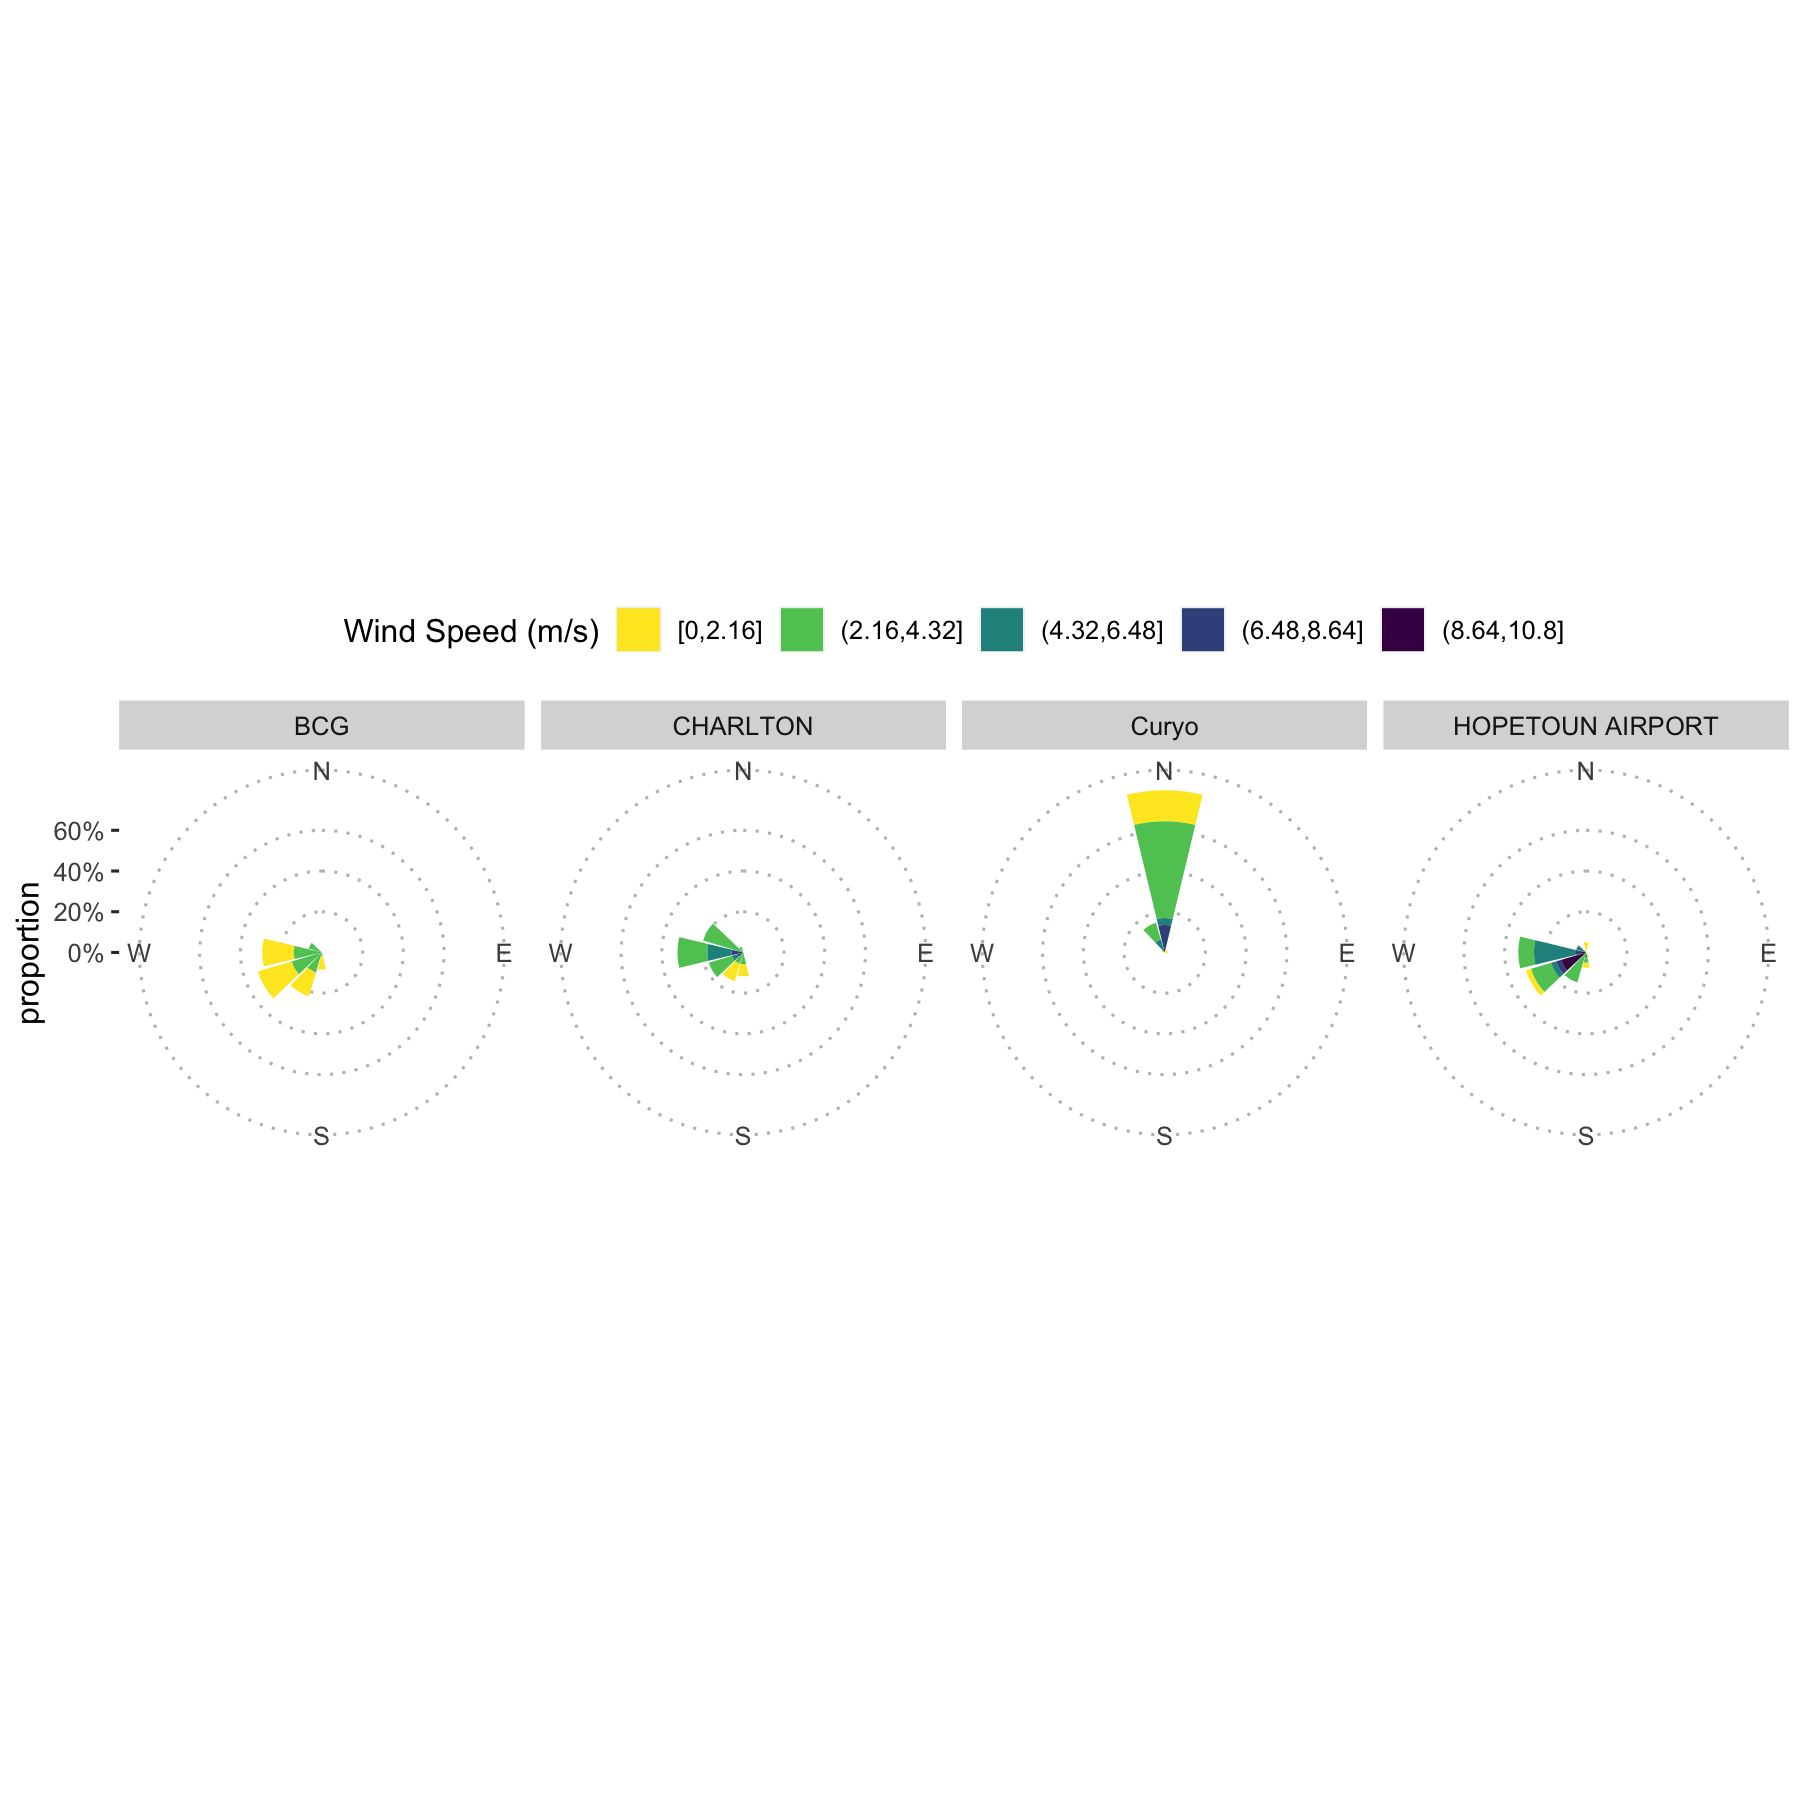 Wind Speed (m/s) [0,2.16] (2.16,4.32] (4.32,6.48] (6.48,8.64] (8.64,10.8]
BCG CHARLTON Curyo HOPETOUN AIRPORT
N N N N
60%
40%
20%
0% W E W E W E W E
proportion
S S S S